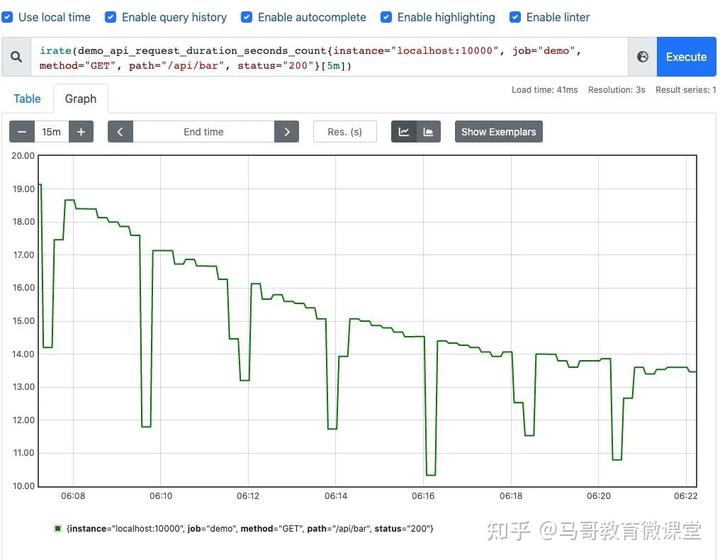 Use local time Enable query history Enable autocomplete Enable highlighting Enable linter
irate(demo_api_request_duration_seconds_count{instance="localhost:10000", job="demo",
method="GET", path="/api/bar", status="200"}[5m])
Execute
Load time: 41ms Resolution: 3s Result series: 1
Table Graph
15m End time Res. (s) Show Exemplars
20.00
19.00
18.00
17.00
16.00
15.00
14.00
13.00
12.00
11.00
10.00
06:08 06:10 06:12 06:14 06:16 06:18 06:20 06:22
{instance="localhost:10000", job="demo", method="GET", path="/api/bar", status="200"}
知乎 @马哥教育微课堂